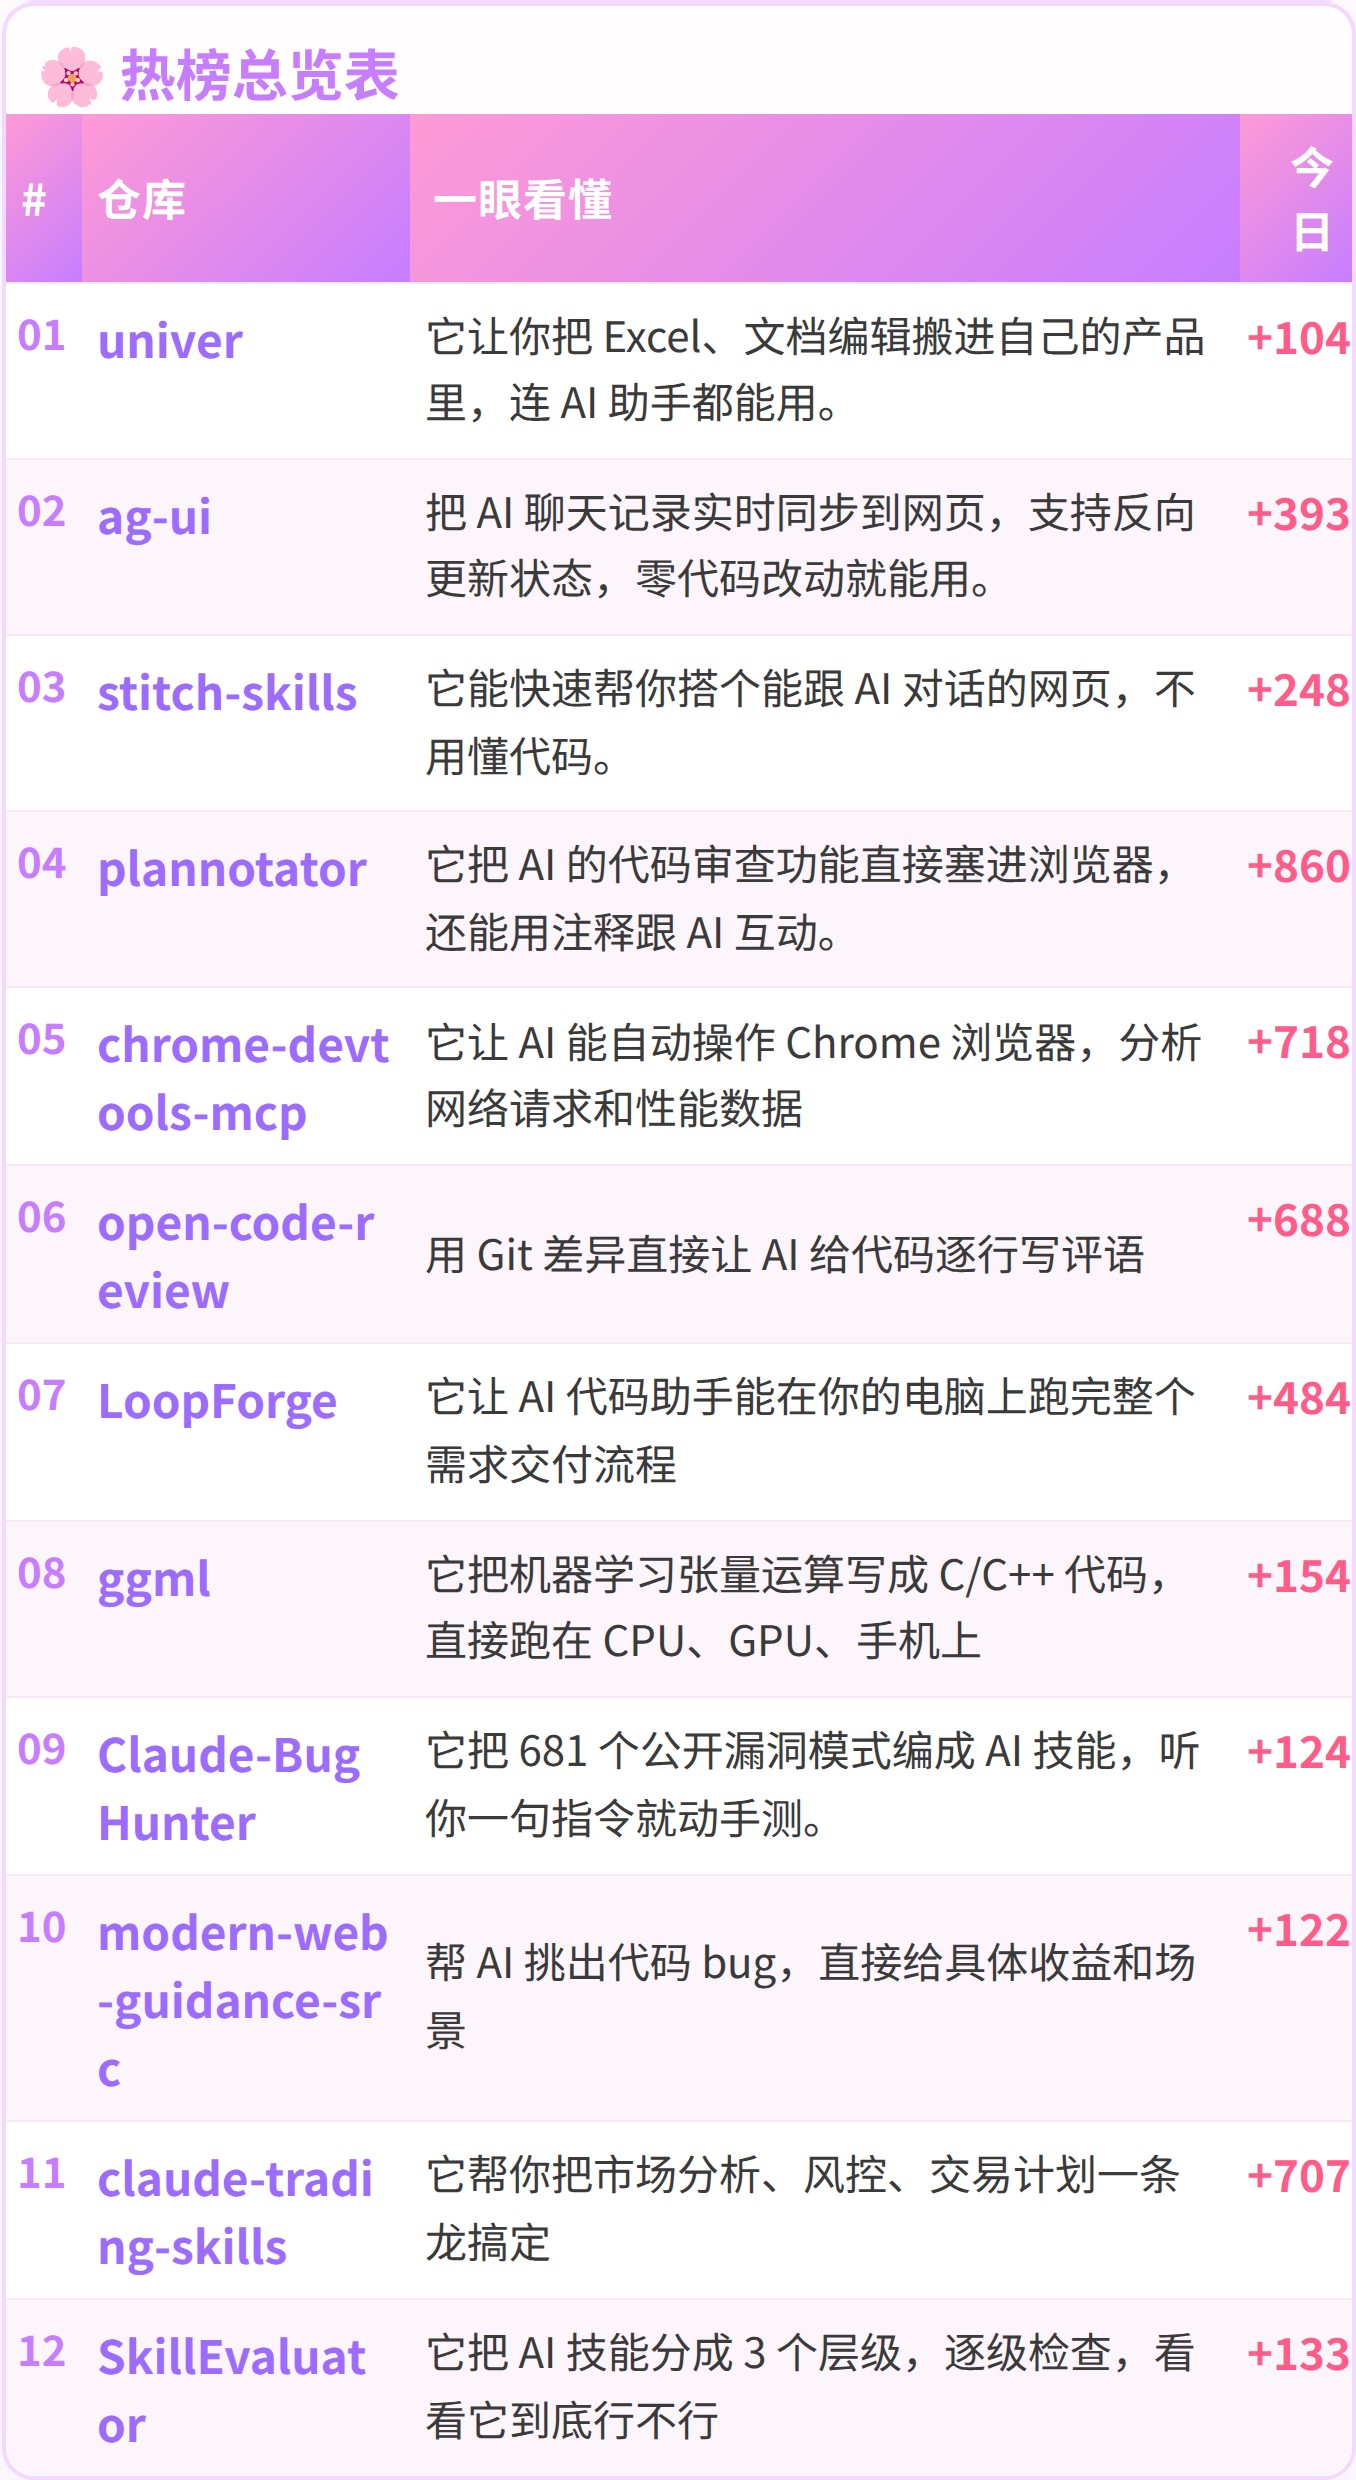 🌸 热榜总览表
# 仓库 一眼看懂 今
日
01 univer 它让你把 Excel、文档编辑搬进自己的产品 +104
里，连 AI 助手都能用。
02 ag-ui 把 AI 聊天记录实时同步到网页，支持反向 +393
更新状态，零代码改动就能用。
03 stitch-skills 它能快速帮你搭个能跟 AI 对话的网页，不 +248
用懂代码。
04 plannotator 它把 AI 的代码审查功能直接塞进浏览器， +860
还能用注释跟 AI 互动。
05 chrome-devt 它让 AI 能自动操作 Chrome 浏览器，分析 +718
ools-mcp 网络请求和性能数据
06 open-code-r +688
eview 用 Git 差异直接让 AI 给代码逐行写评语
07 LoopForge 它让 AI 代码助手能在你的电脑上跑完整个 +484
需求交付流程
08 ggml 它把机器学习张量运算写成 C/C++ 代码， +154
直接跑在 CPU、GPU、手机上
09 Claude-Bug 它把 681 个公开漏洞模式编成 AI 技能，听 +124
Hunter 你一句指令就动手测。
10 modern-web +122
-guidance-sr 帮 AI 挑出代码 bug，直接给具体收益和场
c 景
11 claude-tradi 它帮你把市场分析、风控、交易计划一条 +707
ng-skills 龙搞定
12 SkillEvaluat 它把 AI 技能分成 3 个层级，逐级检查，看 +133
or 看它到底行不行